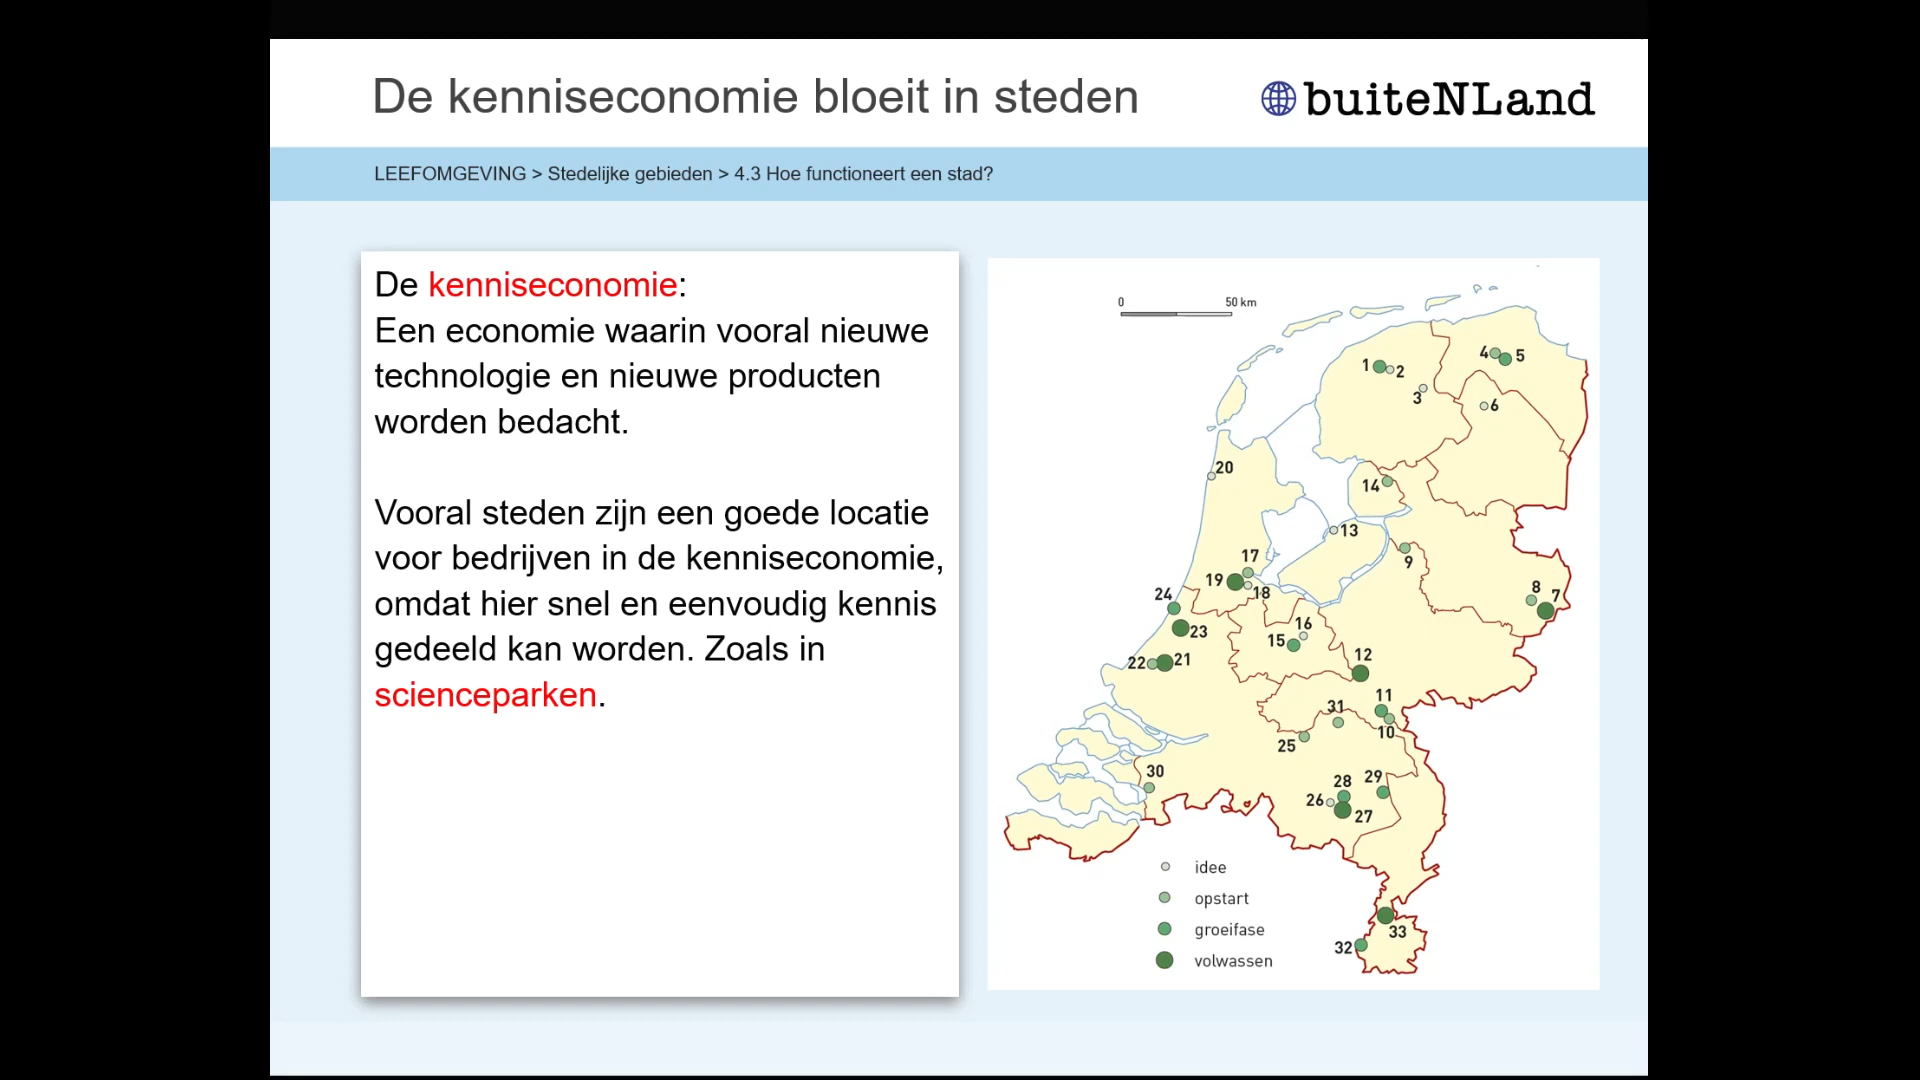 De kenniseconomie bloeit in steden
buiteNLand
LEEFOMGEVING > Stedelijke gebieden > 4.3 Hoe functioneert een stad?
De kenniseconomie:
Een economie waarin vooral nieuwe
technologie en nieuwe producten
worden bedacht.
Vooral steden zijn een goede locatie
voor bedrijven in de kenniseconomie,
omdat hier snel en eenvoudig kennis
gedeeld kan worden. Zoals in
scienceparken.
0 50 km
4 5
1 2
3
6
20
14
13
17
9
19
18
8 7
24
23
16
15
22 21
12
11
31
10
25
30
29
28
26
27
33
32
idee
opstart
groeifase
volwassen